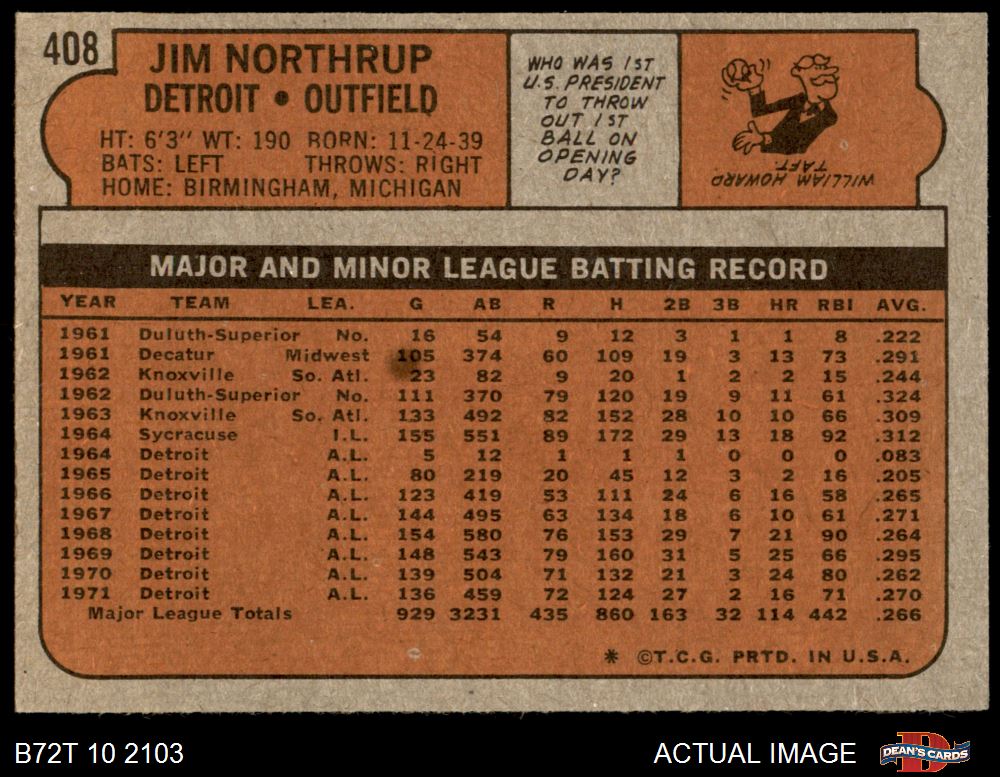 408
JIM NORTHRUP
DETROIT • OUTFIELD
HT: 6'3" WT: 190 BORN: 11-24-39
BATS: LEFT THROWS: RIGHT
HOME: BIRMINGHAM, MICHIGAN
WHO WAS 1ST
U.S. PRESIDENT
TO THROW
OUT 1ST
BALL ON
OPENING
DAY?
WILLIAM HOWARD
TAFT.
MAJOR AND MINOR LEAGUE BATTING RECORD
YEAR TEAM LEA. G AB R H 2B 3B HR RBI AVG.
1961 Duluth-Superior No. 16 54 9 12 3 1 1 8 .222
1961 Decatur Midwest 105 374 60 109 19 3 13 73 .291
1962 Knoxville So. Atl. 23 82 9 20 1 2 2 15 .244
1962 Duluth-Superior No. 111 370 79 120 19 9 11 61 .324
1963 Knoxville So. Atl. 133 492 82 152 28 10 10 66 .309
1964 Sycracuse I.L. 155 551 89 172 29 13 18 92 .312
1964 Detroit A.L. 5 12 1 1 1 0 0 0 .083
1965 Detroit A.L. 80 219 20 45 12 3 2 16 .205
1966 Detroit A.L. 123 419 53 111 24 6 16 58 .265
1967 Detroit A.L. 144 495 63 134 18 6 10 61 .271
1968 Detroit A.L. 154 580 76 153 29 7 21 90 .264
1969 Detroit A.L. 148 543 79 160 31 5 25 66 .295
1970 Detroit A.L. 139 504 71 132 21 3 24 80 .262
1971 Detroit A.L. 136 459 72 124 27 2 16 71 .270
Major League Totals 929 3231 435 860 163 32 114 442 .266
* ©T.C.G. PRTD. IN U.S.A.
B72T 10 2103
ACTUAL IMAGE
D
DEAN'S CARDS